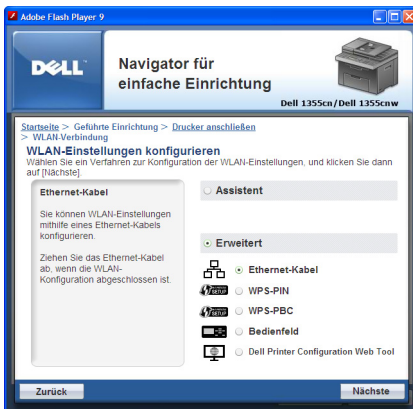 Adobe Flash Player 9
DELL
Navigator für
einfache Einrichtung
Dell 1355cn/Dell 1355cnw
Startseite > Geführte Einrichtung > Drucker anschließen
> WLAN-Verbindung
WLAN-Einstellungen konfigurieren
Wählen Sie ein Verfahren zur Konfiguration der WLAN-Einstellungen, und klicken Sie dann
auf [Nächste].
Ethernet-Kabel
Sie können WLAN-Einstellungen
mithilfe eines Ethernet-Kabels
konfigurieren.
Ziehen Sie das Ethernet-Kabel
ab, wenn die WLAN-
Konfiguration abgeschlossen ist.
Assistent
Erweitert
Ethernet-Kabel
SETUP WPS-PIN
SETUP WPS-PBC
Bedienfeld
Dell Printer Configuration Web Tool
Zurück
Nächste